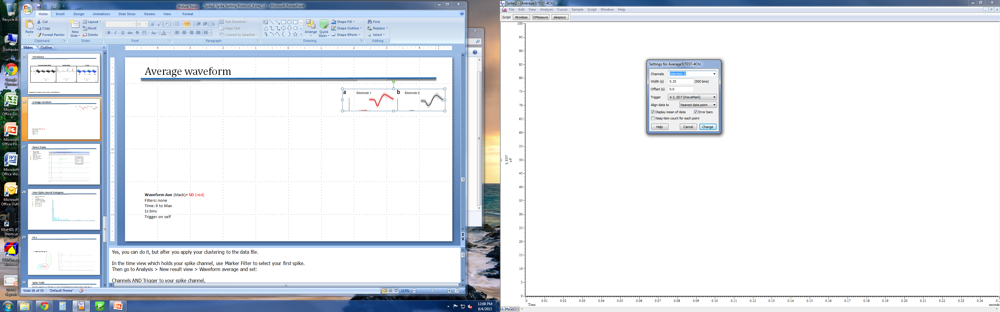 Recycle Bi
Compute
Google
Chrome
Microsoft
Office Exc...
Microsoft
Office Po...
Microsoft
Office Wo...
Microsoft
Office Outl
KKeHD1 (F)
Shortcut
LSM Imag
Browser
DATA
deposit
Picture Tools
_Spike2-Spike Sorting Protocol_Korey_v2 - Microsoft PowerPoint
Home Insert Design Animations Slide Show Review View Format
Paste
Cut
Copy
Format Painter
Clipboard
New
Slide
Layout
Reset
Delete
Slides
15
Font
Text Direction
Align Text
Convert to SmartArt
Paragraph
Arrange
Quick
Styles
Shape Fill
Shape Outline
Shape Effects
Drawing
Find
Replace
Select
Editing
Slides Outline
25
Waveforms
26
Average waveform
27
Detect Peaks
28
Inter-Spike Interval Histogram
29
PCA
30
Spike Width
Average waveform
a Electrode 1 b Electrode 2
Waveform Ave (black)+ SD (red)
Filters: none
Time: 0 to Max
1s bins
Trigger on self
Yes, you can do it, but after you apply your clustering to the data file.
In the time view which holds your spike channel, use Marker Filter to select your first spike.
Then go to Analysis > New result view > Waveform average and set:
Channels AND Trigger to your spike channel,
Slide 26 of 35 "Default Theme" 115%
12:08 PM
8/4/2013
Spike2 - [Average5(TEST-4Ch)]
File Edit View Analysis Cursor Sample Script Window Help
Script 4trodese WMeasure sleepsco
100
95
90
85
80
75
70
65
60
55
50
45
40
35
30
25
20
15
10
5
0
1
3, SD7
uV
0 0.01 0.02 0.03 0.04 0.05 0.06 0.07 0.08 0.09 0.10 0.11 0.12 0.13 0.14 0.15 0.16 0.17 0.18 0.19 0.20 0.21 0.22 0.23 0.24
Time seconds
Settings for Average5(TEST-4Ch)
Channels Selected: 6
Width (s) 0.25 (500 bins)
Offset (s) 0.0
Trigger 6 3, SD7 (WaveMark)
Align data to Nearest data point
Display mean of data Error bars
Keep item count for each point
Help Cancel Change